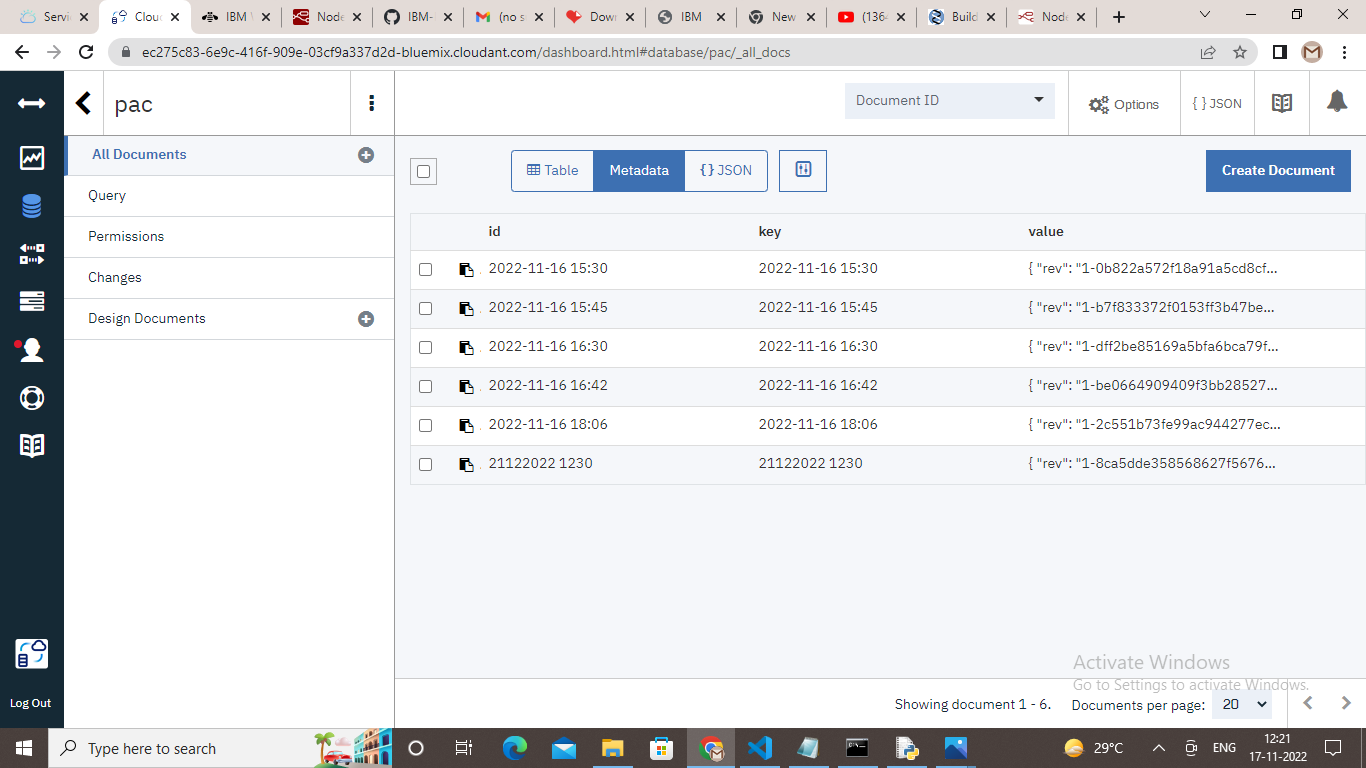 Servi
Clouc
IBM W
Node
IBM-
(no s
Down
IBM
New
(136
Build
Node
ec275c83-6e9c-416f-909e-03cf9a337d2d-bluemix.cloudant.com/dashboard.html#database/pac/_all_docs
pac
Document ID
Options
{ } JSON
All Documents
Query
Permissions
Changes
Design Documents
Log Out
Table
Metadata
{ } JSON
Create Document
id key value
2022-11-16 15:30 2022-11-16 15:30 { "rev": "1-0b822a572f18a91a5cd8cf...
2022-11-16 15:45 2022-11-16 15:45 { "rev": "1-b7f833372f0153ff3b47be...
2022-11-16 16:30 2022-11-16 16:30 { "rev": "1-dff2be85169a5bfa6bca79f...
2022-11-16 16:42 2022-11-16 16:42 { "rev": "1-be0664909409f3bb28527...
2022-11-16 18:06 2022-11-16 18:06 { "rev": "1-2c551b73fe99ac944277ec...
21122022 1230 21122022 1230 { "rev": "1-8ca5dde358568627f5676...
Activate Windows
Go to Settings to activate Windows.
Showing document 1 - 6. Documents per page: 20
Type here to search
29°C
ENG
12:21
17-11-2022